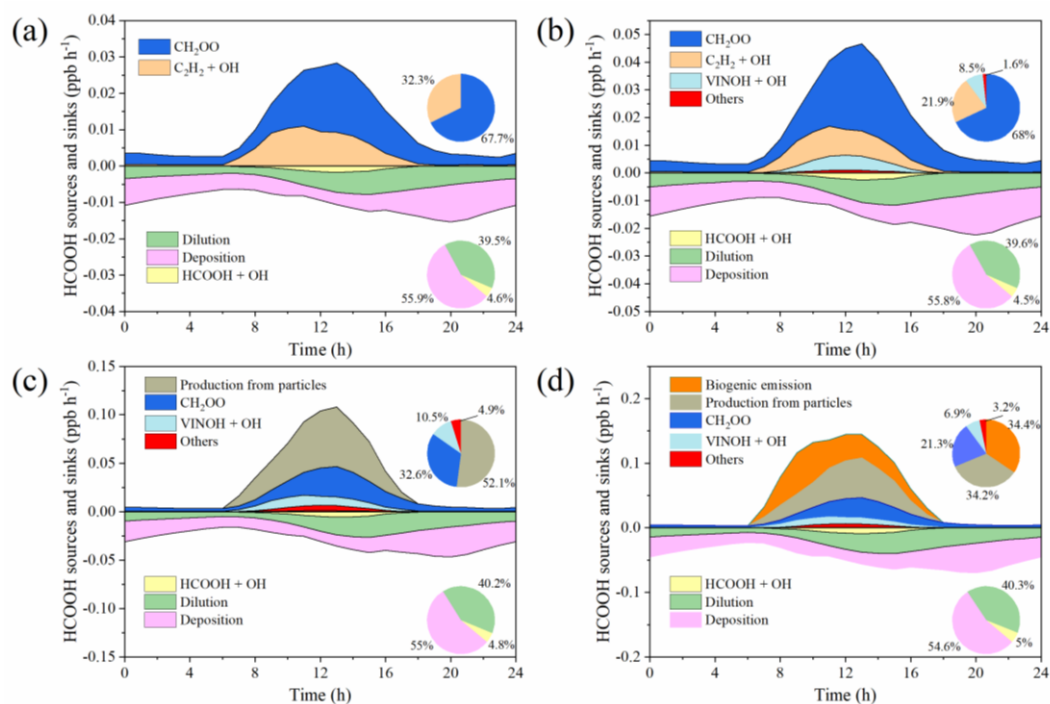 (a)
HCOOH sources and sinks (ppb h⁻¹)
0.04
0.03
0.02
0.01
0.00
-0.01
-0.02
-0.03
-0.04
CH₂OO
C₂H₂ + OH
32.3%
67.7%
Dilution
Deposition
HCOOH + OH
39.5%
55.9%
4.6%
0 4 8 12 16 20 24
Time (h)
(b)
HCOOH sources and sinks (ppb h⁻¹)
0.05
0.04
0.03
0.02
0.01
0.00
-0.01
-0.02
-0.03
-0.04
-0.05
CH₂OO
C₂H₂ + OH
VINOH + OH
Others
8.5%
1.6%
21.9%
68%
HCOOH + OH
Dilution
Deposition
39.6%
55.8%
4.5%
0 4 8 12 16 20 24
Time (h)
(c)
HCOOH sources and sinks (ppb h⁻¹)
0.15
0.10
0.05
0.00
-0.05
-0.10
-0.15
Production from particles
CH₂OO
VINOH + OH
Others
10.5%
4.9%
32.6%
52.1%
HCOOH + OH
Dilution
Deposition
40.2%
55%
4.8%
0 4 8 12 16 20 24
Time (h)
(d)
HCOOH sources and sinks (ppb h⁻¹)
0.2
0.1
0.0
-0.1
-0.2
Biogenic emission
Production from particles
CH₂OO
VINOH + OH
Others
6.9%
3.2%
34.4%
21.3%
34.2%
HCOOH + OH
Dilution
Deposition
40.3%
54.6%
5%
0 4 8 12 16 20 24
Time (h)